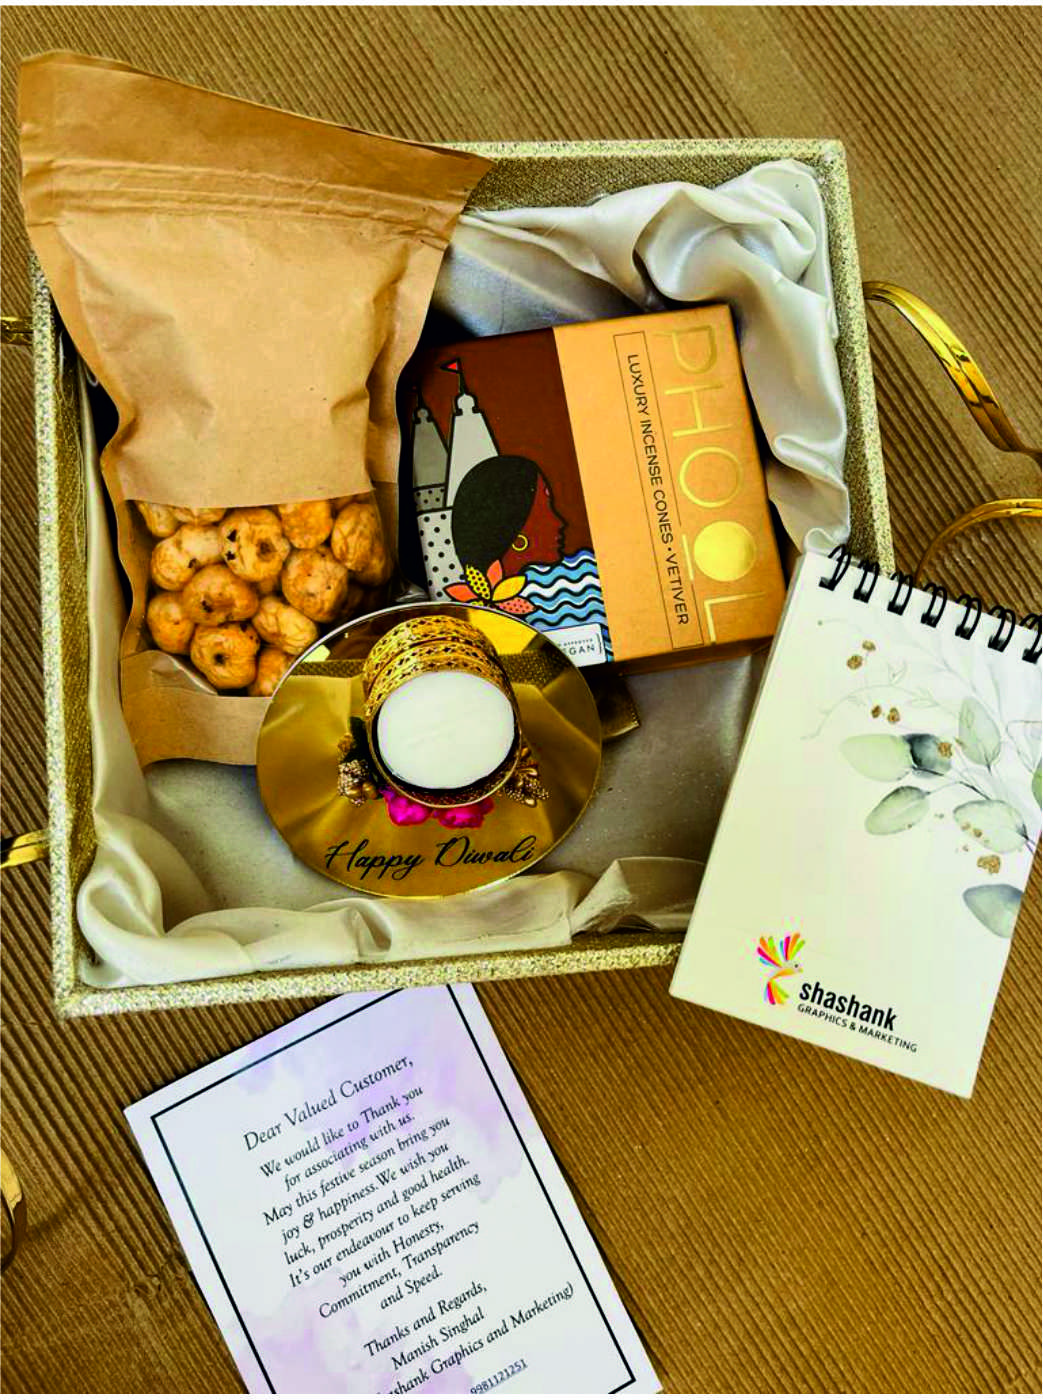 PHOOL
LUXURY INCENSE CONES • VETIVER
Happy Diwali
shashank
GRAPHICS & MARKETING
Dear Valued Customer,
We would like to Thank you
for associating with us.
May this festive season bring you
joy & happiness. We wish you
luck, prosperity and good health.
It's our endeavour to keep serving
you with Honesty,
Commitment, Transparency
and Speed.
Thanks and Regards,
Manish Singhal
Graphics and Marketing)
9981121251